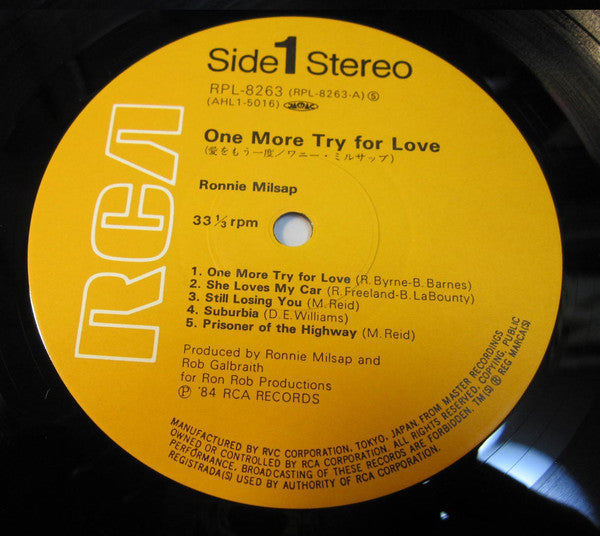 Side 1 Stereo
RPL-8263 (RPL-8263-A) Ⓢ
(AHL1-5016)
RCA
One More Try for Love
(愛をもう一度/ワニー・ミルサップ)
Ronnie Milsap
33 1/3 rpm
1. One More Try for Love (R. Byrne-B. Barnes)
2. She Loves My Car (R. Freeland-B. LaBounty)
3. Still Losing You (M. Reid)
4. Suburbia (D. E. Williams)
5. Prisoner of the Highway (M. Reid)
Produced by Ronnie Milsap and
Rob Galbraith
for Ron Rob Productions
Ⓟ '84 RCA RECORDS
MANUFACTURED BY RVC CORPORATION, TOKYO, JAPAN, FROM MASTER RECORDINGS
OWNED OR CONTROLLED BY RCA CORPORATION. ALL RIGHTS RESERVED, COPYING, PUBLIC
PERFORMANCE, BROADCASTING OF THESE RECORDS ARE FORBIDDEN, TM(S) ® REG MARCA(S)
REGISTRADA(S) USED BY AUTHORITY OF RCA CORPORATION.